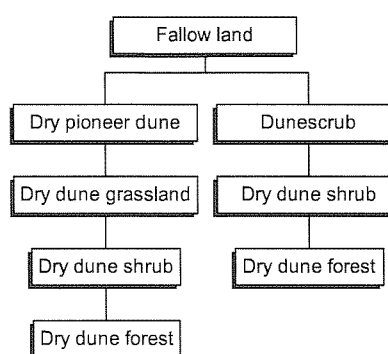 Fallow land
Dry pioneer dune
Dunescrub
Dry dune grassland
Dry dune shrub
Dry dune shrub
Dry dune forest
Dry dune forest